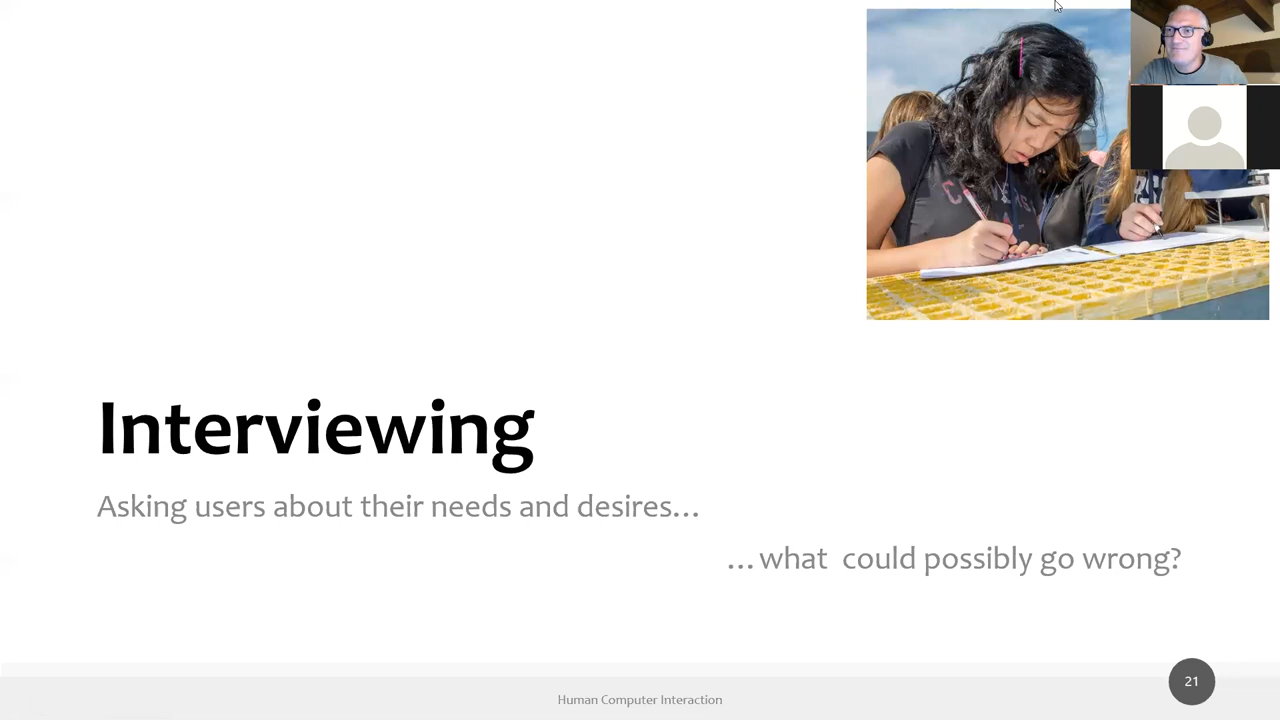 Interviewing
Asking users about their needs and desires…
…what could possibly go wrong?
Human Computer Interaction
21